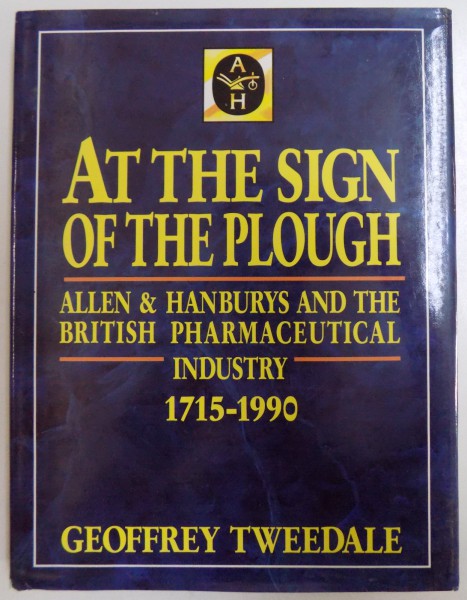 A
H
AT THE SIGN
OF THE PLOUGH
ALLEN & HANBURYS AND THE
BRITISH PHARMACEUTICAL
INDUSTRY
1715-1990
GEOFFREY TWEEDALE